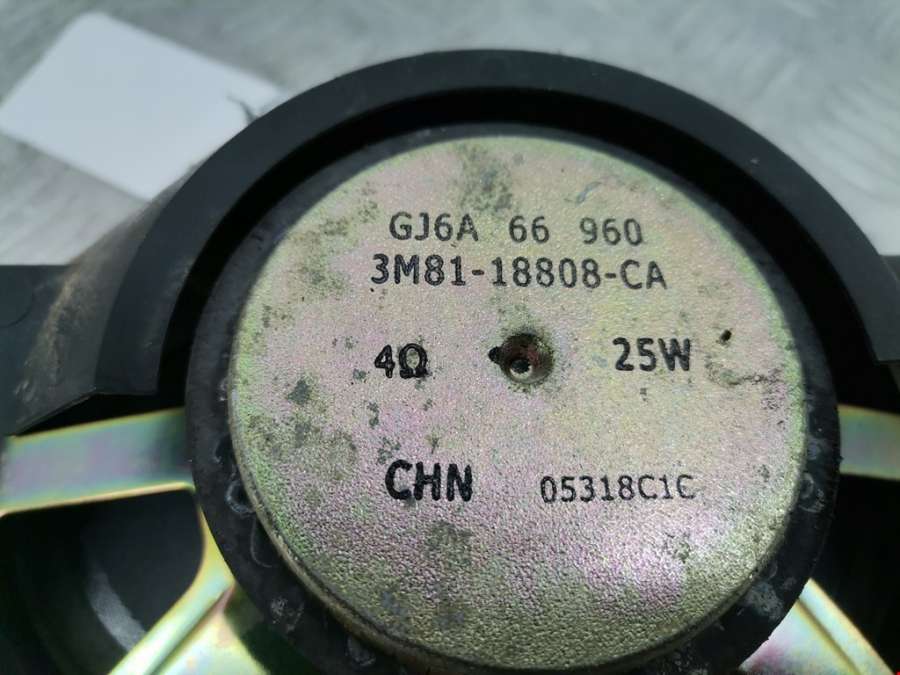 GJ6A 66 960
3M81-18808-CA
4Ω 25W
CHN 05318C1C